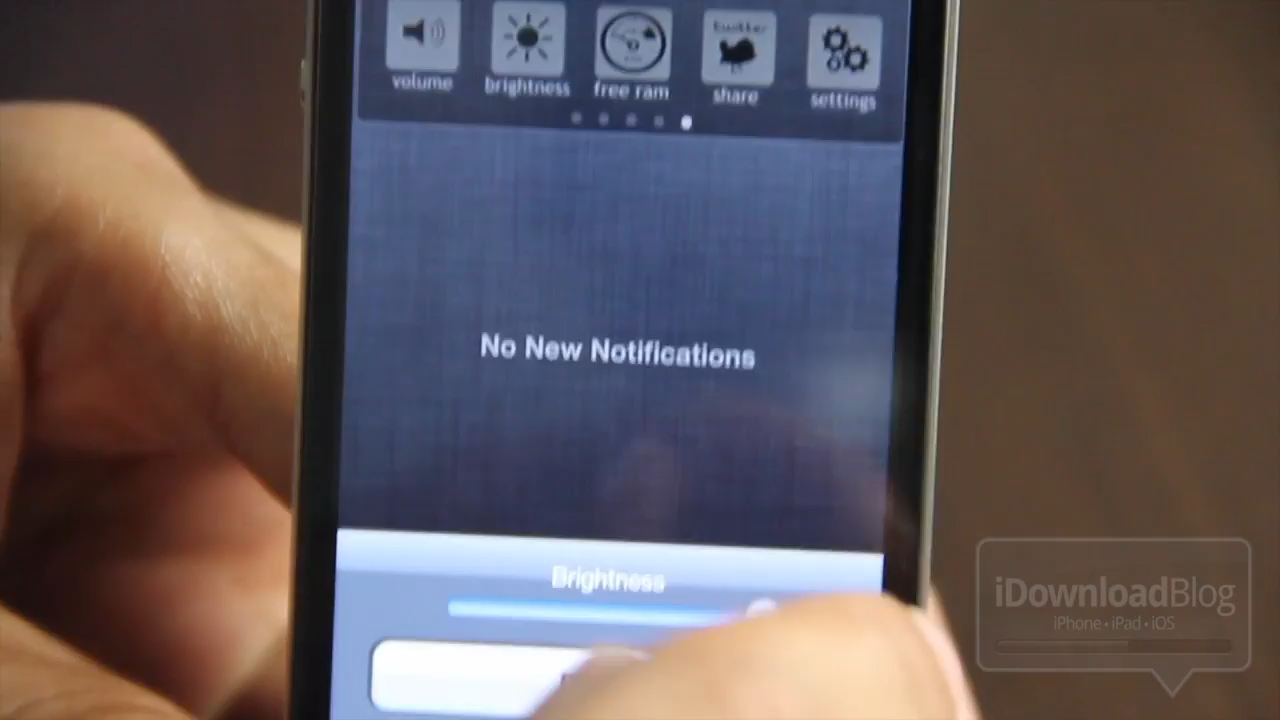 twitter
volume brightness free ram share settings
No New Notifications
Brightness
iDownloadBlog
iPhone • iPad • iOS